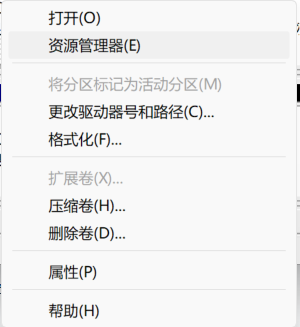 打开(O)
资源管理器(E)
将分区标记为活动分区(M)
更改驱动器号和路径(C)...
格式化(F)...
扩展卷(X)...
压缩卷(H)...
删除卷(D)...
属性(P)
帮助(H)